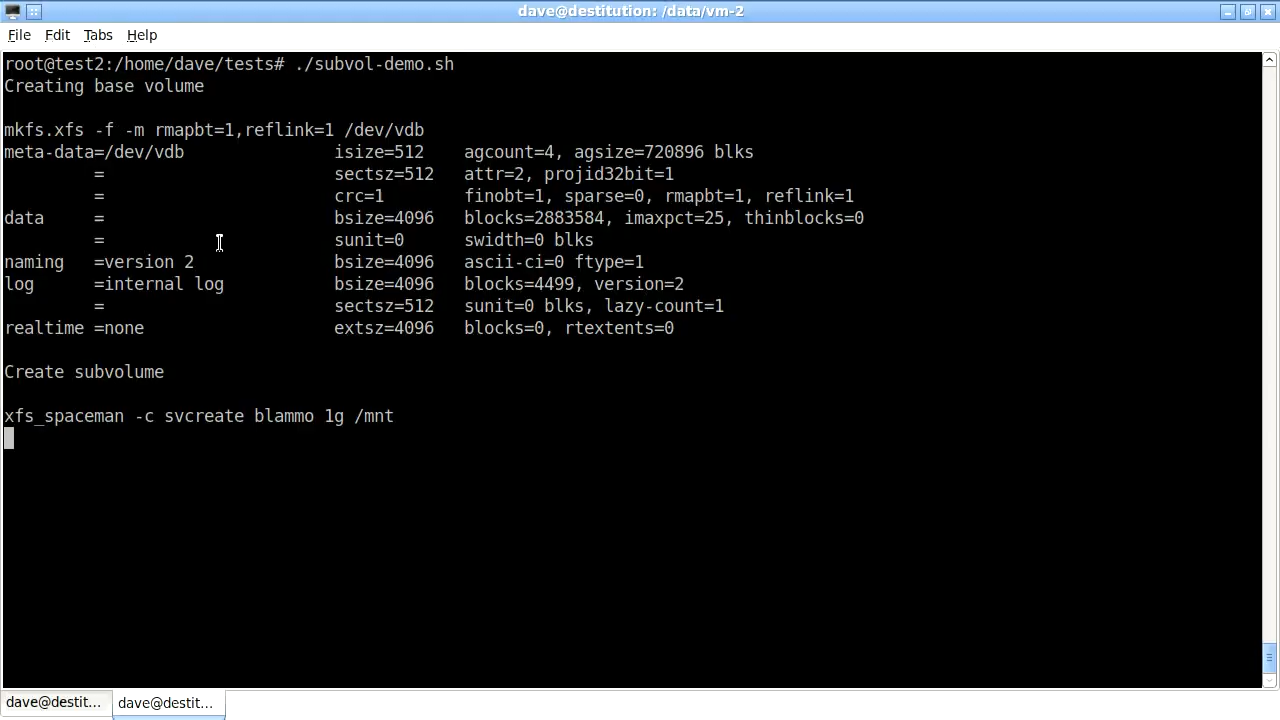 dave@destitution: /data/vm-2
File Edit Tabs Help
root@test2:/home/dave/tests# ./subvol-demo.sh
Creating base volume
mkfs.xfs -f -m rmapbt=1,reflink=1 /dev/vdb
meta-data=/dev/vdb               isize=512    agcount=4, agsize=720896 blks
         =                       sectsz=512   attr=2, projid32bit=1
         =                       crc=1        finobt=1, sparse=0, rmapbt=1, reflink=1
data     =                       bsize=4096   blocks=2883584, imaxpct=25, thinblocks=0
         =                       sunit=0      swidth=0 blks
naming   =version 2              bsize=4096   ascii-ci=0 ftype=1
log      =internal log           bsize=4096   blocks=4499, version=2
         =                       sectsz=512   sunit=0 blks, lazy-count=1
realtime =none                   extsz=4096   blocks=0, rtextents=0
Create subvolume
xfs_spaceman -c svcreate blammo 1g /mnt
dave@destit... dave@destit...